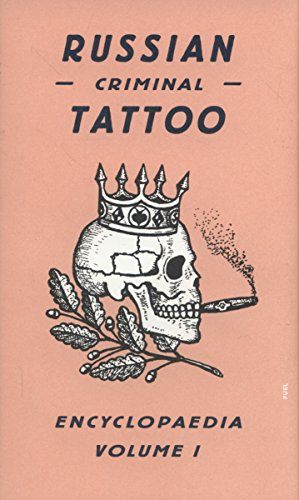 RUSSIAN
— CRIMINAL —
TATTOO
ENCYCLOPAEDIA
VOLUME I
FUEL